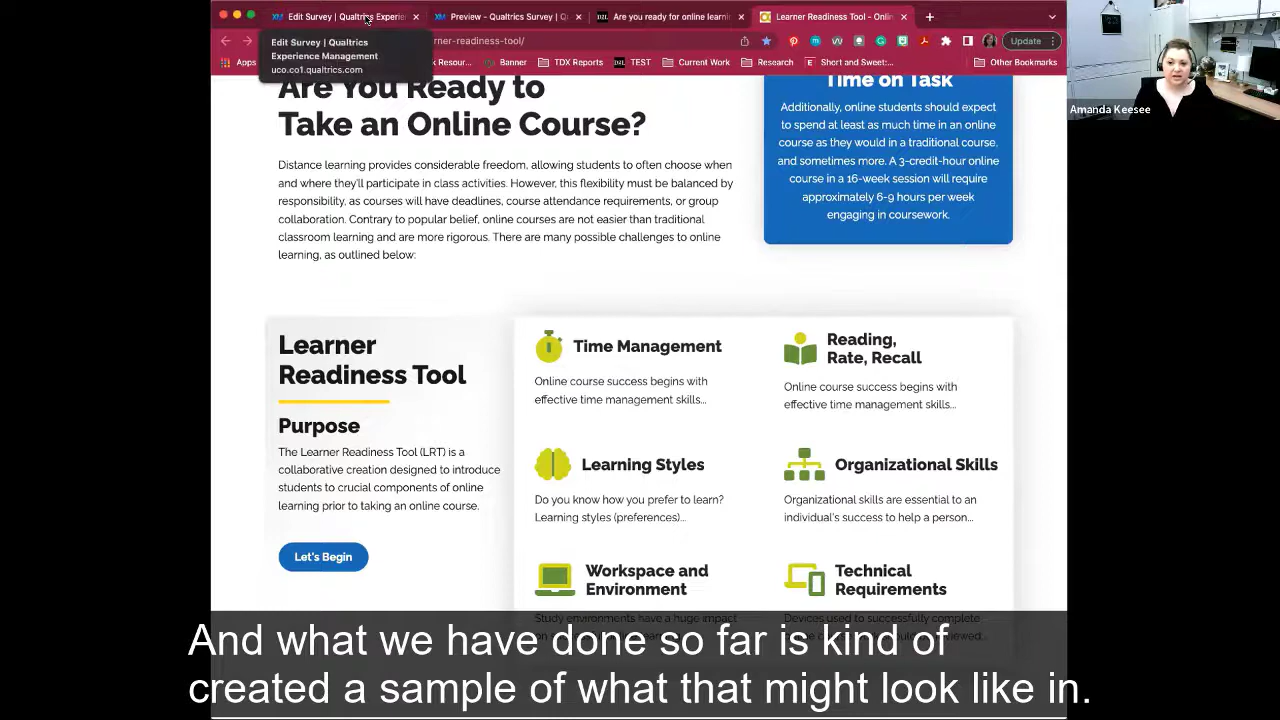 Edit Survey | Qualtrics Experie
Preview - Qualtrics Survey | Qu
Are you ready for online learnin
Learner Readiness Tool - Onlin
rner-readiness-tool/
Update
Edit Survey | Qualtrics
Experience Management
uco.co1.qualtrics.com
Apps
k Resour...
Banner
TDX Reports
TEST
Current Work
Research
Short and Sweet:...
Other Bookmarks
Amanda Keesee
Are You Ready to
Take an Online Course?
Distance learning provides considerable freedom, allowing students to often choose when
and where they'll participate in class activities. However, this flexibility must be balanced by
responsibility, as courses will have deadlines, course attendance requirements, or group
collaboration. Contrary to popular belief, online courses are not easier than traditional
classroom learning and are more rigorous. There are many possible challenges to online
learning, as outlined below:
Time on Task
Additionally, online students should expect
to spend at least as much time in an online
course as they would in a traditional course,
and sometimes more. A 3-credit-hour online
course in a 16-week session will require
approximately 6-9 hours per week
engaging in coursework.
Learner
Readiness Tool
Purpose
The Learner Readiness Tool (LRT) is a
collaborative creation designed to introduce
students to crucial components of online
learning prior to taking an online course.
Let's Begin
Time Management
Online course success begins with
effective time management skills...
Reading,
Rate, Recall
Online course success begins with
effective time management skills...
Learning Styles
Do you know how you prefer to learn?
Learning styles (preferences)...
Organizational Skills
Organizational skills are essential to an
individual's success to help a person...
Workspace and
Environment
Study environments have a huge impact
Technical
Requirements
Devices used to successfully complete
And what we have done so far is kind of
created a sample of what that might look like in.